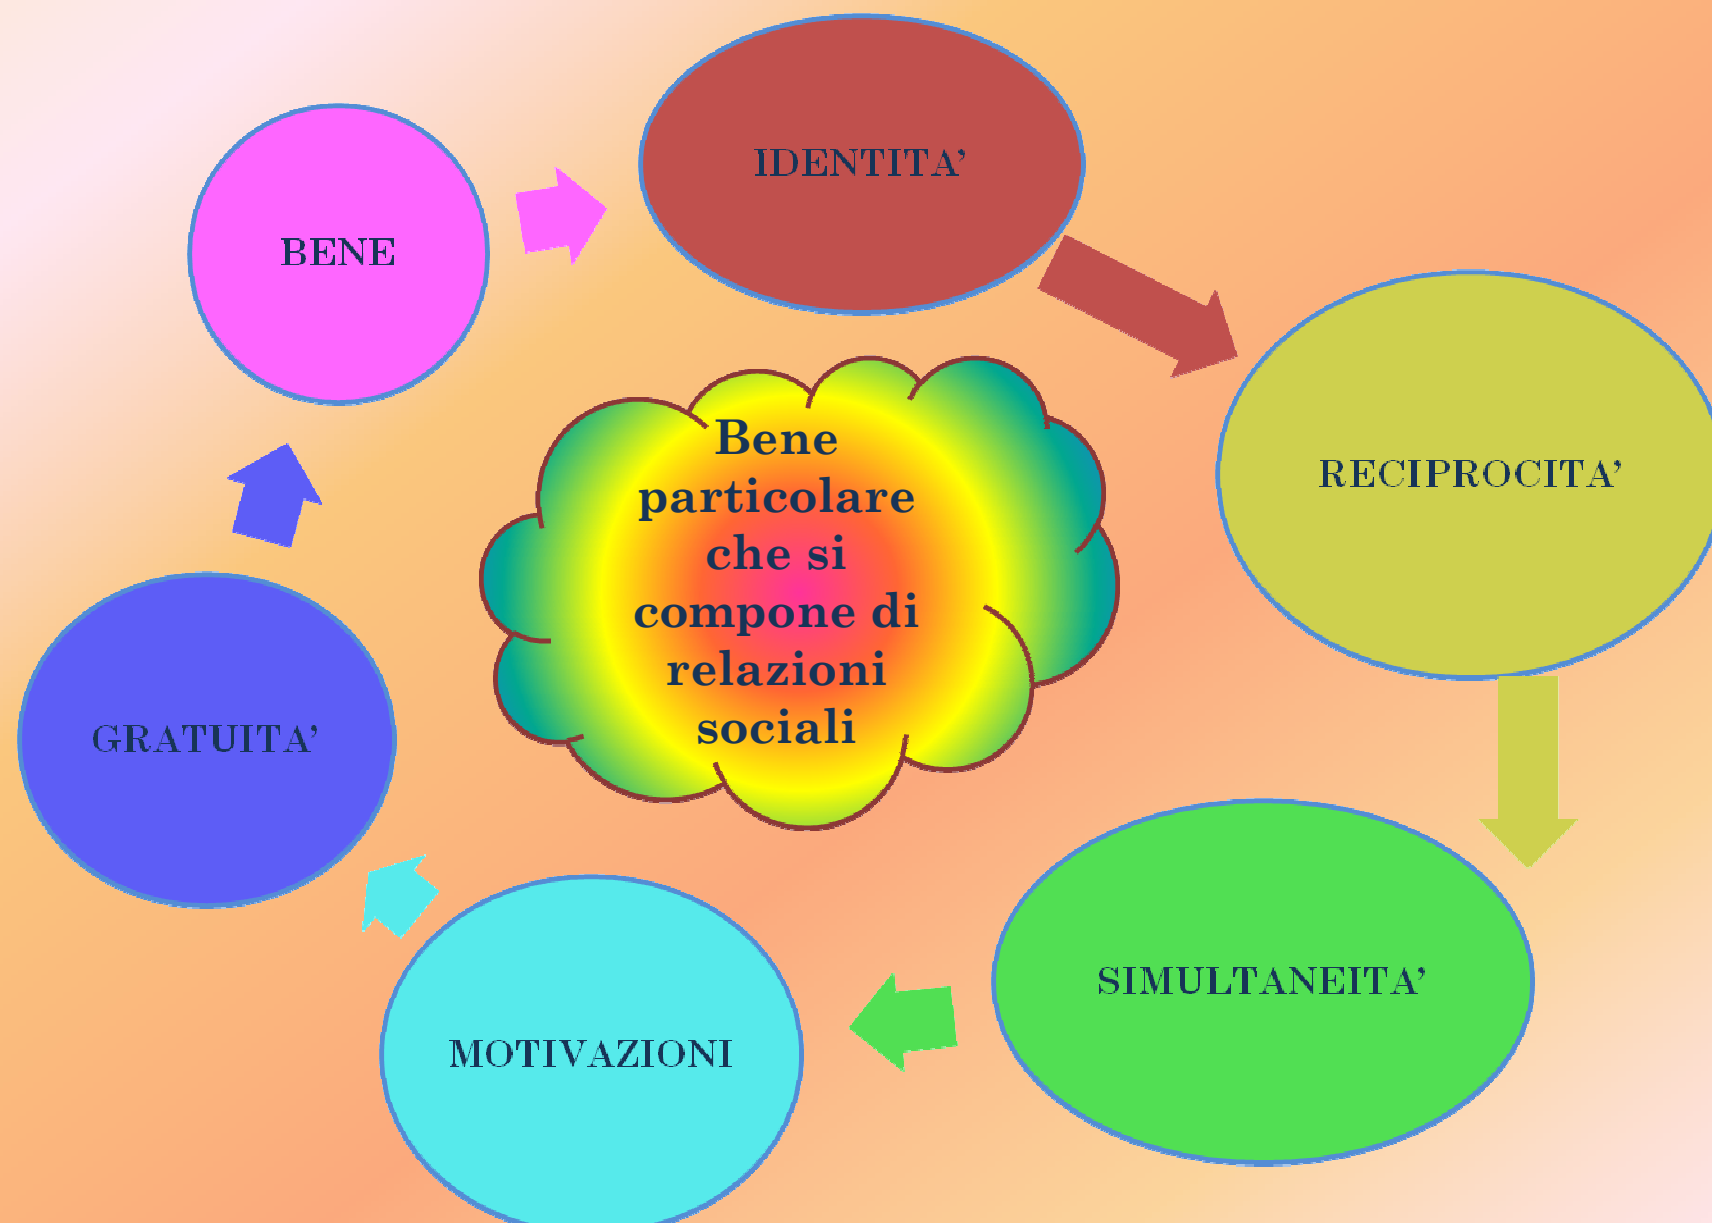 IDENTITA’
BENE
RECIPROCITA’
Bene
particolare
che si
compone di
relazioni
sociali
GRATUITA’
SIMULTANEITA’
MOTIVAZIONI